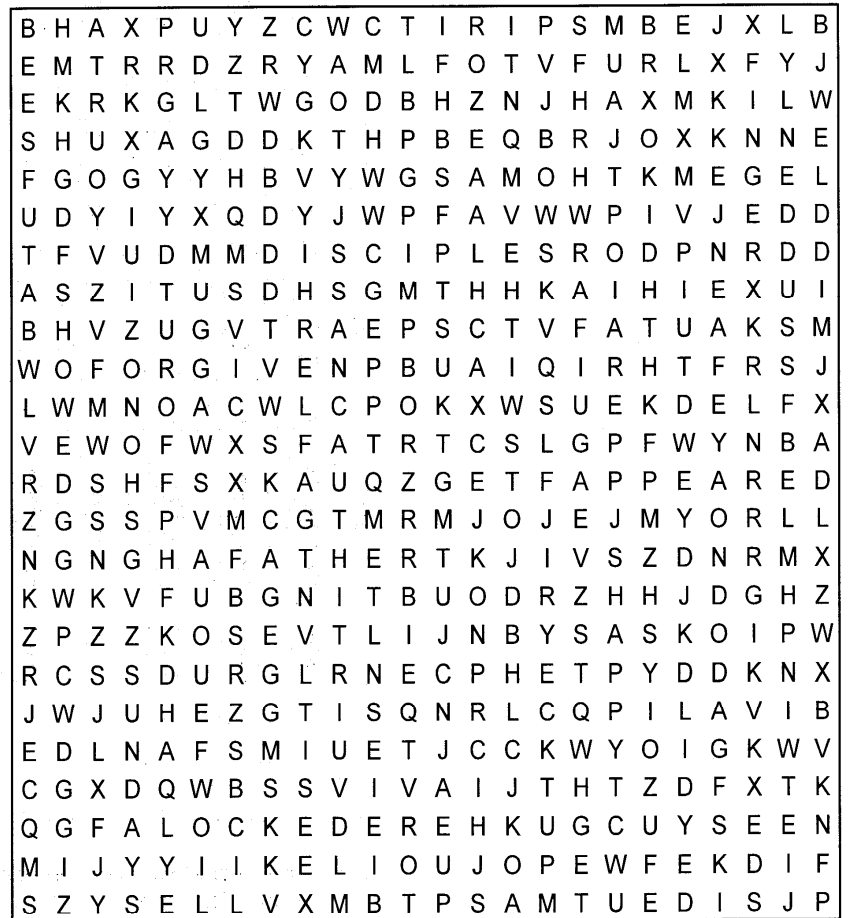 B H A X P U Y Z C W C T I R I P S M B E J X L B
E M T R R D Z R Y A M L F O T V F U R L X F Y J
E K R K G L T W G O D B H Z N J H A X M K I L W
S H U X A G D D K T H P B E Q B R J O X K N N E
F G O G Y Y H B V Y W G S A M O H T K M E G E L
U D Y I Y X Q D Y J W P F A V W W P I V J E D D
T F V U D M M D I S C I P L E S R O D P N R D D
A S Z I T U S D H S G M T H H K A I H I E X U I
B H V Z U G V T R A E P S C T V F A T U A K S M
W O F O R G I V E N P B U A I Q I R H T F R S J
L W M N O A C W L C P O K X W S U E K D E L F X
V E W O F W X S F A T R T C S L G P F W Y N B A
R D S H F S X K A U Q Z G E T F A P P E A R E D
Z G S S P V M C G T M R M J O J E J M Y O R L L
N G N G H A F A T H E R T K J I V S Z D N R M X
K W K V F U B G N I T B U O D R Z H H J D G H Z
Z P Z Z K O S E V T L I J N B Y S A S K O I P W
R C S S D U R G L R N E C P H E T P Y D D K N X
J W J U H E Z G T I S Q N R L C Q P I L A V I B
E D L N A F S M I U E T J C C K W Y O I G K W V
C G X D Q W B S S V I V A I J T H T Z D F X T K
Q G F A L O C K E D E R E H K U G C U Y S E E N
M I J Y Y I I K E L I O U J O P E W F E K D I F
S Z Y S E L L V X M B T P S A M T U E D I S J P